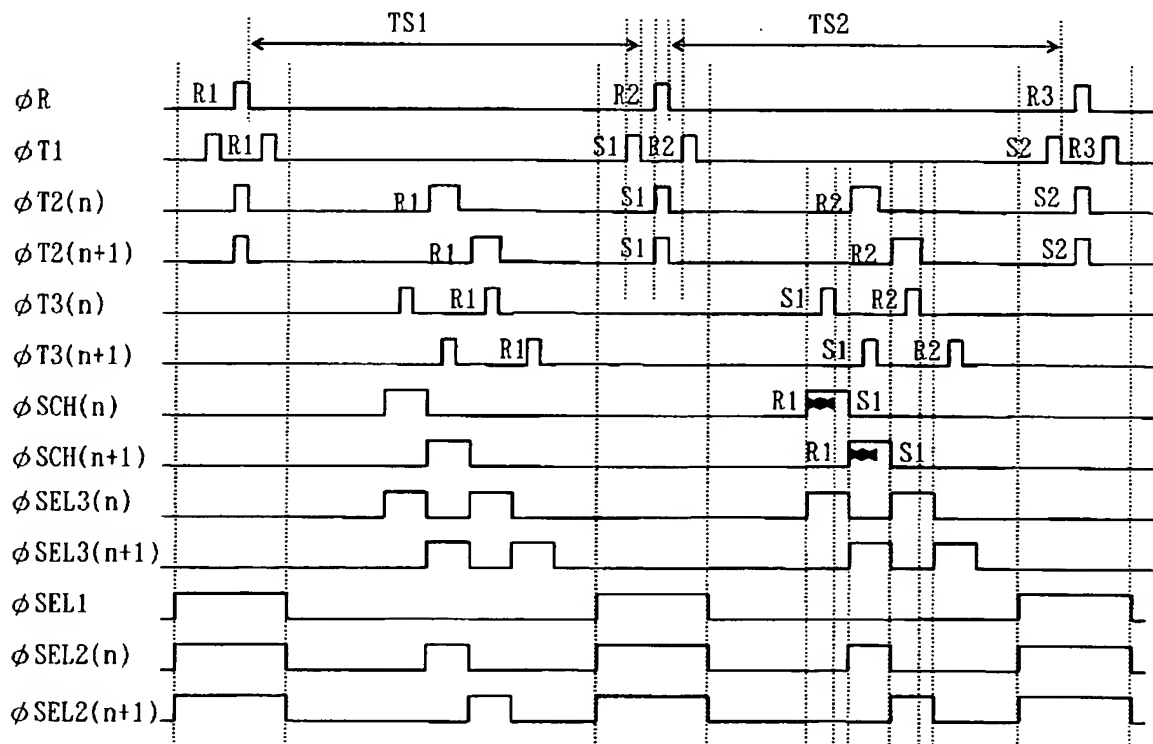 TS1 TS2
φR R1 R2 R3
φT1 R1 S1 R2 S2 R3
φT2(n) R1 S1 R2 S2
φT2(n+1) R1 S1 R2 S2
φT3(n) R1 S1 R2
φT3(n+1) R1 S1 R2
φSCH(n) R1 S1
φSCH(n+1) R1 S1
φSEL3(n)
φSEL3(n+1)
φSEL1
φSEL2(n)
φSEL2(n+1)